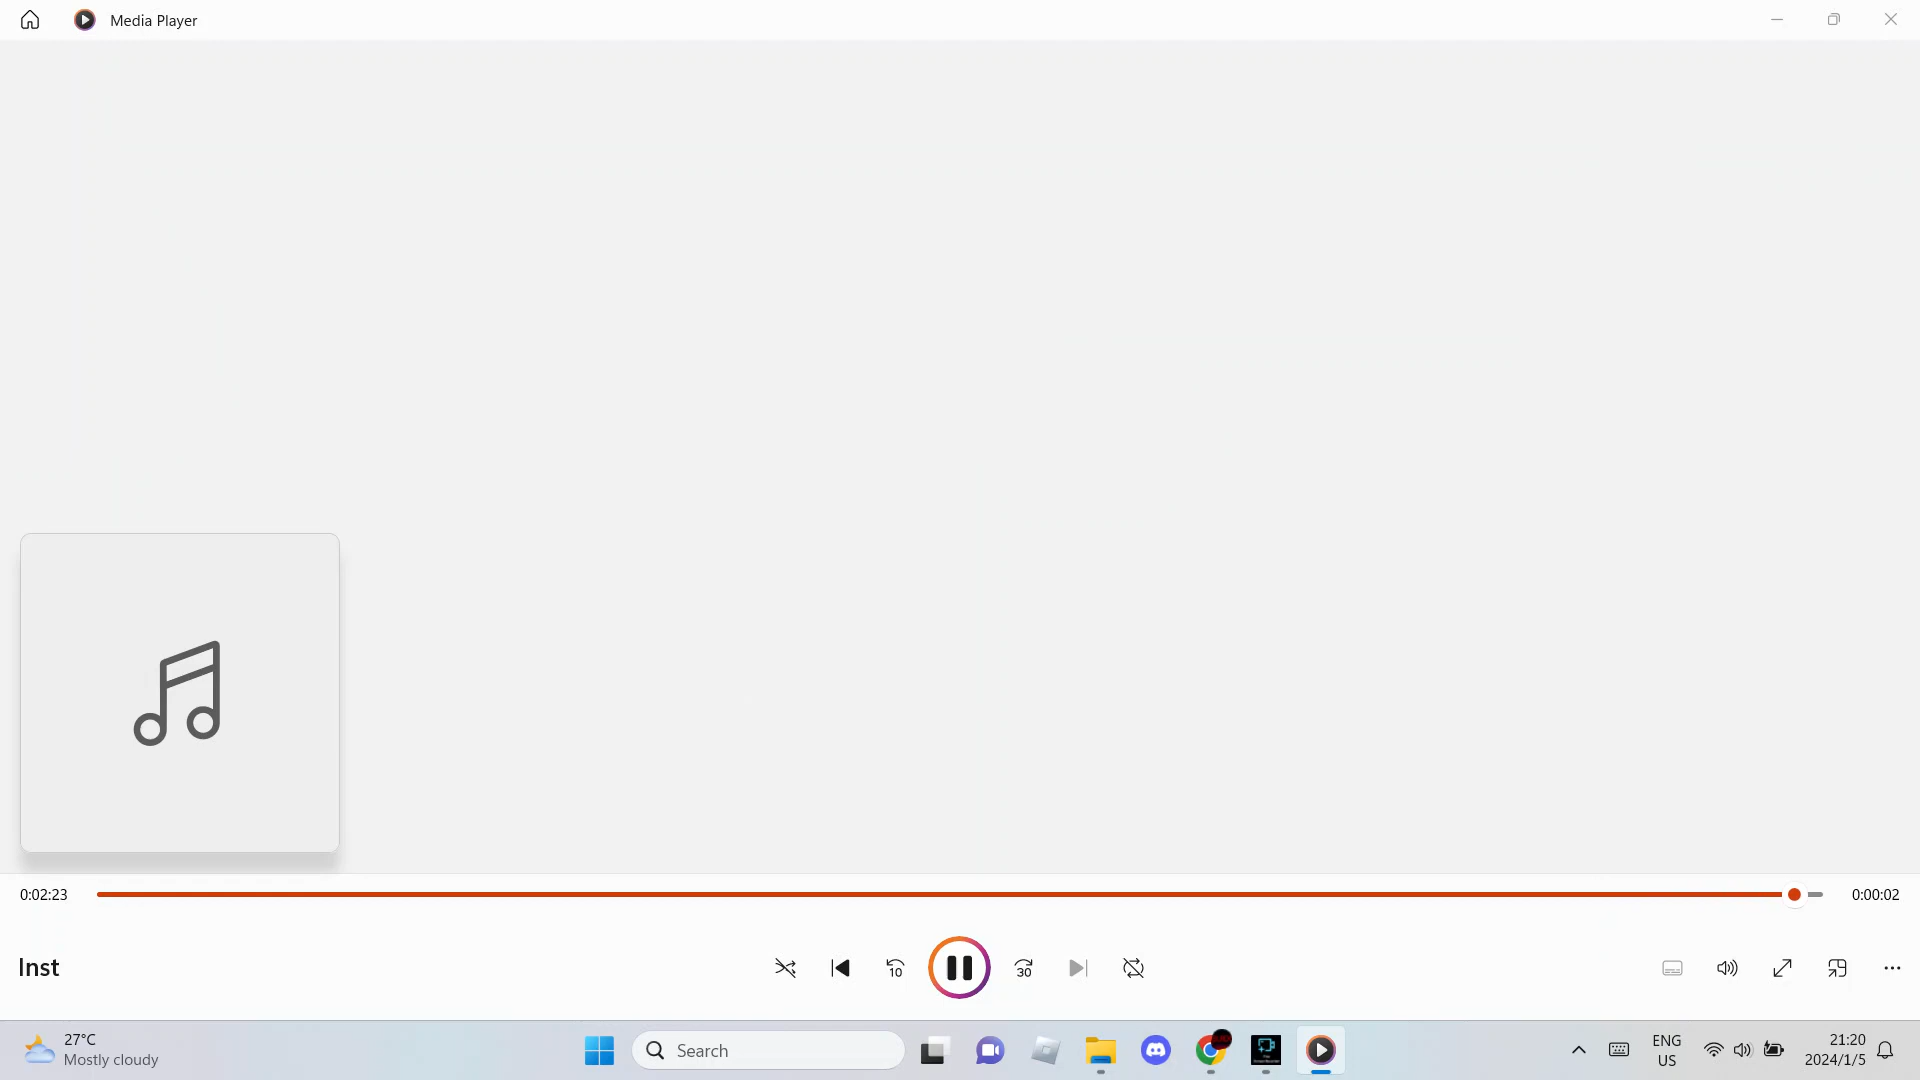 Media Player
0:02:23
0:00:02
Inst
10
30
27°C
Mostly cloudy
Search
ENG
US
21:20
2024/1/5